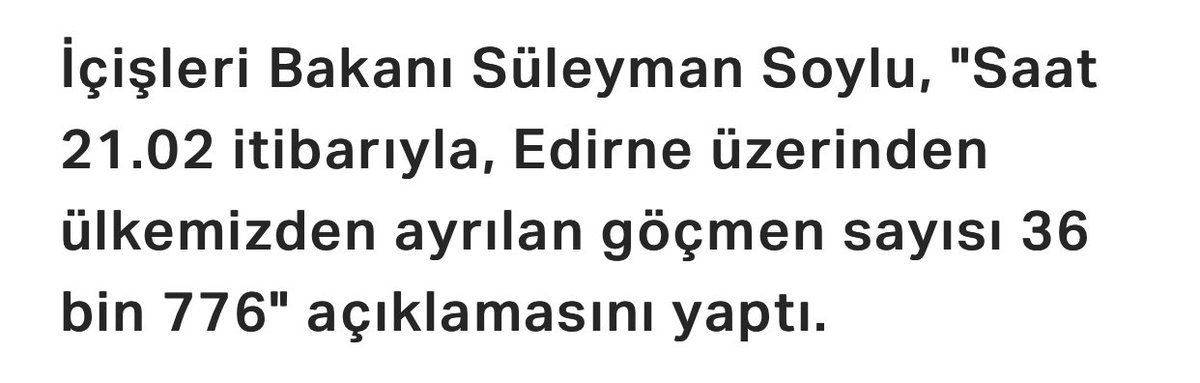 İçişleri Bakanı Süleyman Soylu, "Saat
21.02 itibarıyla, Edirne üzerinden
ülkemizden ayrılan göçmen sayısı 36
bin 776" açıklamasını yaptı.